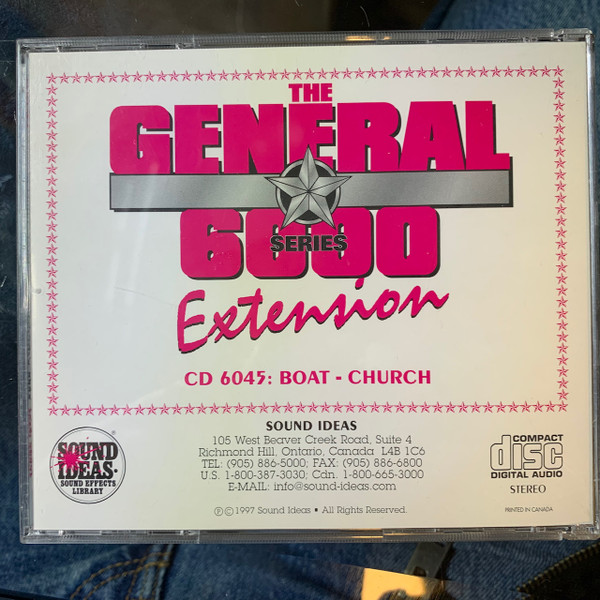 THE
GENERAL
SERIES
6000
Extension
CD 6045: BOAT - CHURCH
SOUND IDEAS
105 West Beaver Creek Road, Suite 4
Richmond Hill, Ontario, Canada L4B 1C6
TEL: (905) 886-5000; FAX: (905) 886-6800
U.S. 1-800-387-3030; Cdn. 1-800-665-3000
E-MAIL: info@sound-ideas.com
℗ © 1997 Sound Ideas • All Rights Reserved.
SOUND
IDEAS®
SOUND EFFECTS
LIBRARY
COMPACT
disc
DIGITAL AUDIO
STEREO
PRINTED IN CANADA